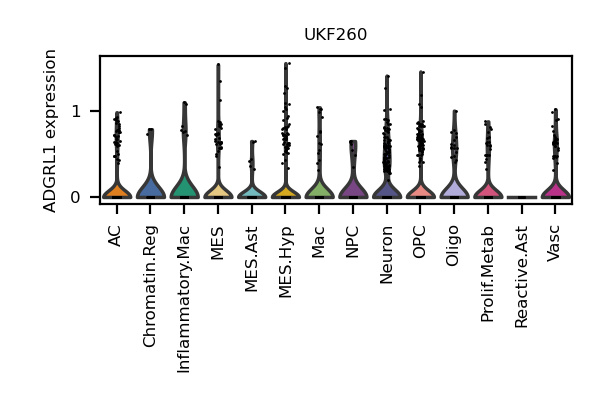 UKF260
ADGRL1 expression
1
0
AC
Chromatin.Reg
Inflammatory.Mac
MES
MES.Ast
MES.Hyp
Mac
NPC
Neuron
OPC
Oligo
Prolif.Metab
Reactive.Ast
Vasc